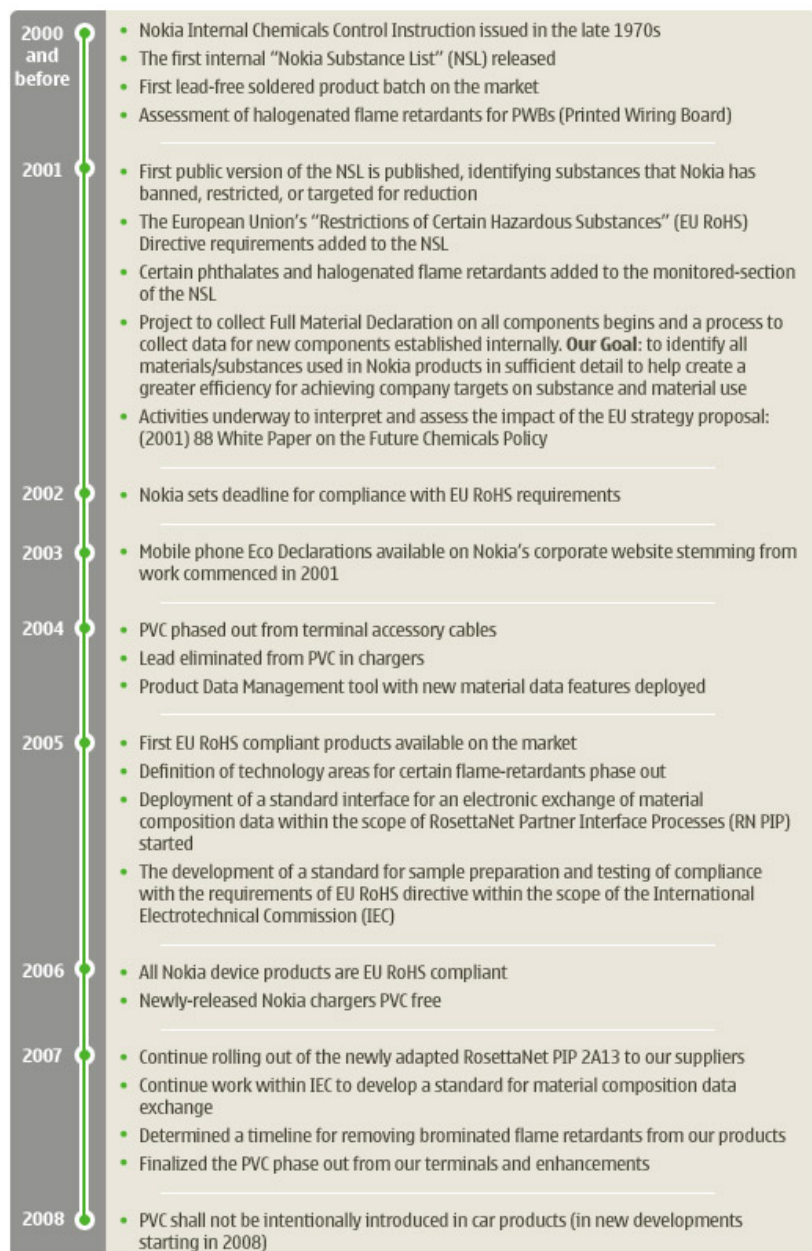 2000
and
before
Nokia Internal Chemicals Control Instruction issued in the late 1970s
The first internal “Nokia Substance List” (NSL) released
First lead-free soldered product batch on the market
Assessment of halogenated flame retardants for PWBs (Printed Wiring Board)
2001
First public version of the NSL is published, identifying substances that Nokia has
banned, restricted, or targeted for reduction
The European Union’s “Restrictions of Certain Hazardous Substances” (EU RoHS)
Directive requirements added to the NSL
Certain phthalates and halogenated flame retardants added to the monitored-section
of the NSL
Project to collect Full Material Declaration on all components begins and a process to
collect data for new components established internally. Our Goal: to identify all
materials/substances used in Nokia products in sufficient detail to help create a
greater efficiency for achieving company targets on substance and material use
Activities underway to interpret and assess the impact of the EU strategy proposal:
(2001) 88 White Paper on the Future Chemicals Policy
2002
Nokia sets deadline for compliance with EU RoHS requirements
2003
Mobile phone Eco Declarations available on Nokia’s corporate website stemming from
work commenced in 2001
2004
PVC phased out from terminal accessory cables
Lead eliminated from PVC in chargers
Product Data Management tool with new material data features deployed
2005
First EU RoHS compliant products available on the market
Definition of technology areas for certain flame-retardants phase out
Deployment of a standard interface for an electronic exchange of material
composition data within the scope of RosettaNet Partner Interface Processes (RN PIP)
started
The development of a standard for sample preparation and testing of compliance
with the requirements of EU RoHS directive within the scope of the International
Electrotechnical Commission (IEC)
2006
All Nokia device products are EU RoHS compliant
Newly-released Nokia chargers PVC free
2007
Continue rolling out of the newly adapted RosettaNet PIP 2A13 to our suppliers
Continue work within IEC to develop a standard for material composition data
exchange
Determined a timeline for removing brominated flame retardants from our products
Finalized the PVC phase out from our terminals and enhancements
2008
PVC shall not be intentionally introduced in car products (in new developments
starting in 2008)